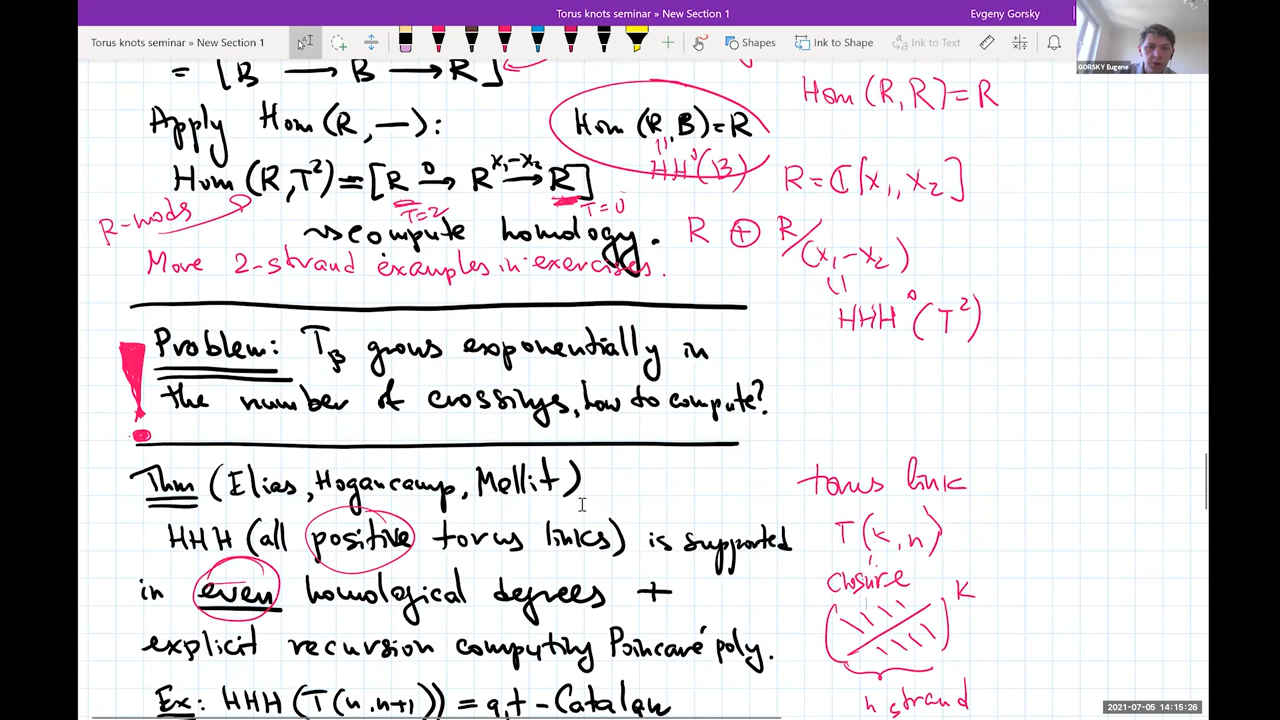 Torus knots seminar » New Section 1
Evgeny Gorsky
Torus knots seminar » New Section 1
Shapes
Ink to Shape
Ink to Text
GORSKY Eugene
= [B → B → R]
Hom (R, R) = R
Apply Hom (R, —):
Hom (R, B) = R
HH⁰(B)
Hom (R, T²) = [R →⁰ R →^{x₁-x₂} R]
T=2
T=0
R = ℂ[x₁, x₂]
R-mods
⇝ compute homology.
R ⊕ R/(x₁-x₂)
Move 2-strand examples in exercises.
HHH⁰(T²)
! Problem: T_β grows exponentially in
the number of crossings, how to compute?
Thm (Elias, Hogancamp, Mellit)
HHH (all positive torus links) is supported
in even homological degrees +
explicit recursion computing Poincaré poly.
Ex: HHH (T(n, n+1)) = q,t - Catalan
torus link
T(k, n)
closure
k
n strand
2021-07-05 14:15:26